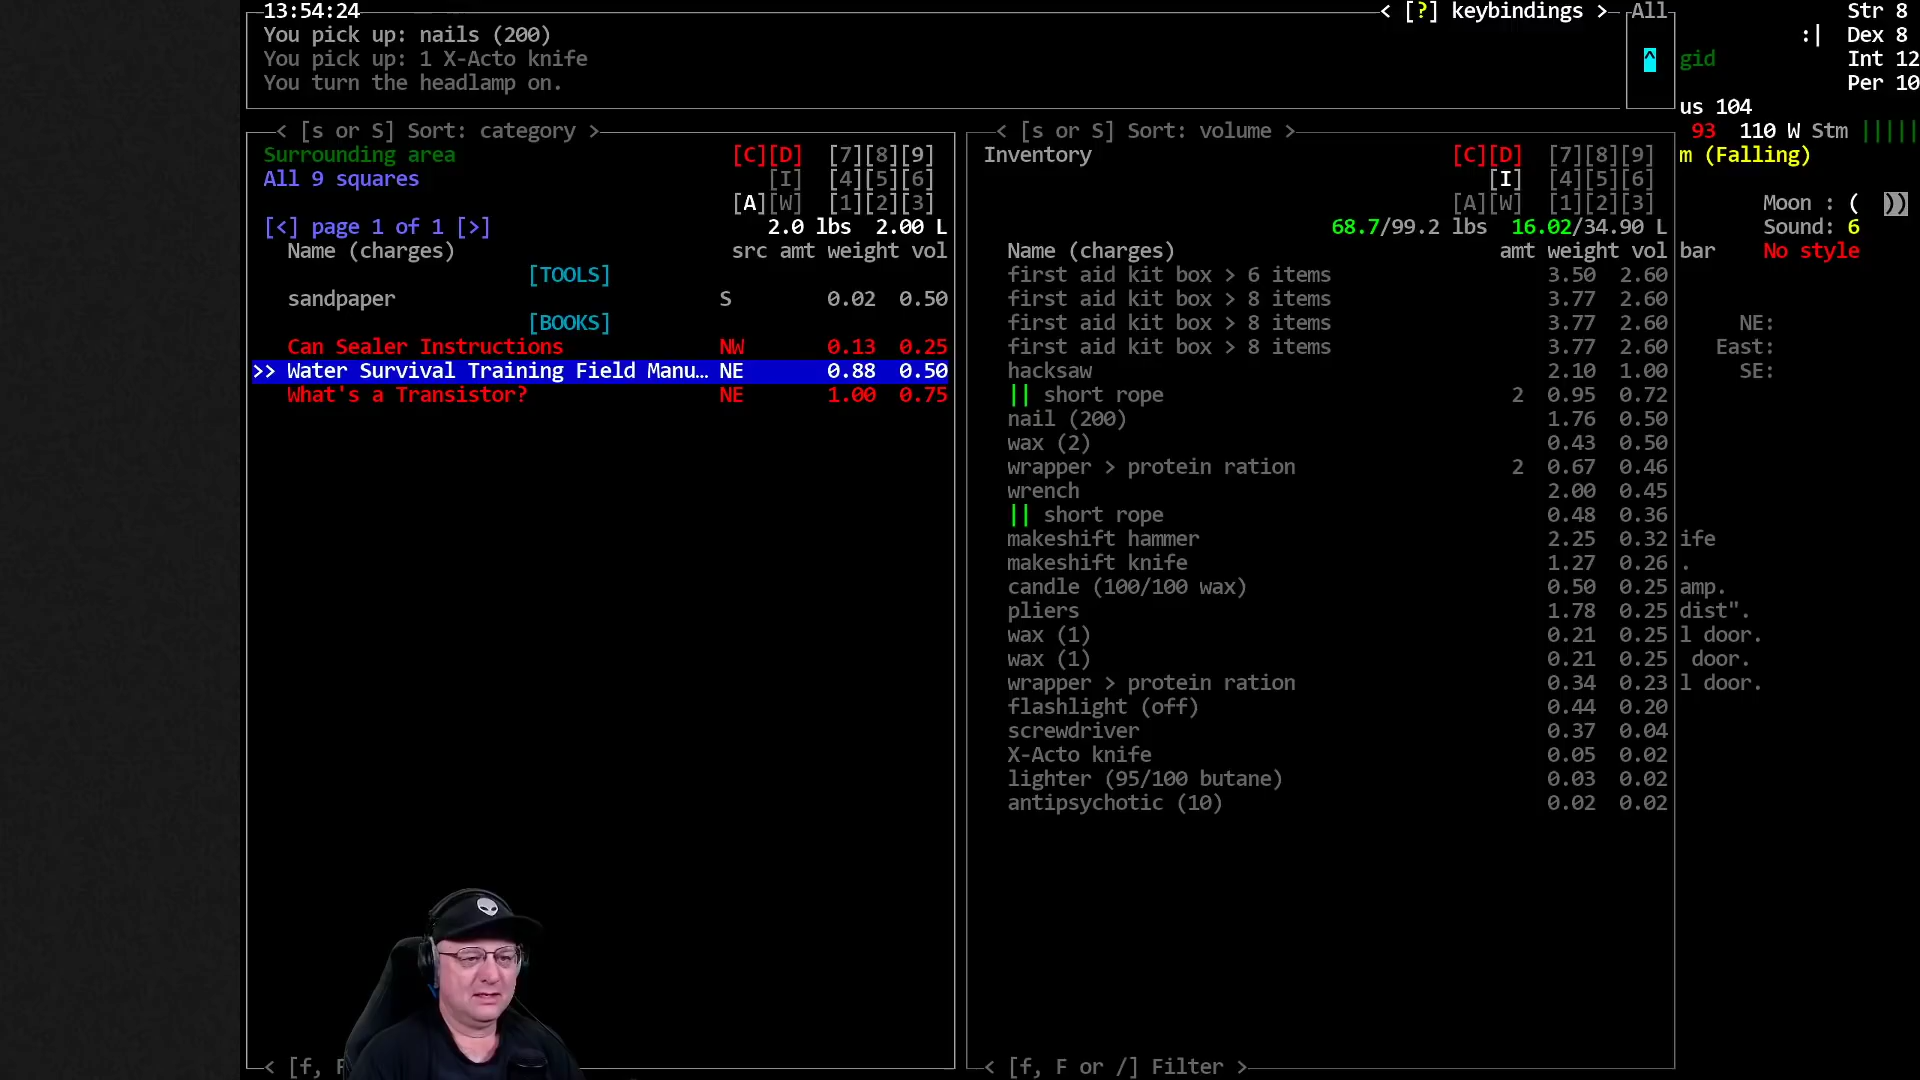 13:54:24 < [?] keybindings > All Str 8
You pick up: nails (200) :| Dex 8
You pick up: 1 X-Acto knife ^ gid Int 12
You turn the headlamp on. Per 10
us 104
< [s or S] Sort: category > < [s or S] Sort: volume > 93 110 W Stm |||||
Surrounding area [C][D] [7][8][9] Inventory [C][D] [7][8][9] m (Falling)
All 9 squares [I] [4][5][6] [I] [4][5][6]
[A][W] [1][2][3] [A][W] [1][2][3] Moon : ( ))
[<] page 1 of 1 [>] 2.0 lbs 2.00 L 68.7/99.2 lbs 16.02/34.90 L Sound: 6
Name (charges) src amt weight vol Name (charges) amt weight vol bar No style
[TOOLS] first aid kit box > 6 items 3.50 2.60
sandpaper S 0.02 0.50 first aid kit box > 8 items 3.77 2.60
[BOOKS] first aid kit box > 8 items 3.77 2.60 NE:
Can Sealer Instructions NW 0.13 0.25 first aid kit box > 8 items 3.77 2.60 East:
>> Water Survival Training Field Manu… NE 0.88 0.50 hacksaw 2.10 1.00 SE:
What's a Transistor? NE 1.00 0.75 || short rope 2 0.95 0.72
nail (200) 1.76 0.50
wax (2) 0.43 0.50
wrapper > protein ration 2 0.67 0.46
wrench 2.00 0.45
|| short rope 0.48 0.36
makeshift hammer 2.25 0.32 ife
makeshift knife 1.27 0.26 .
candle (100/100 wax) 0.50 0.25 amp.
pliers 1.78 0.25 dist".
wax (1) 0.21 0.25 l door.
wax (1) 0.21 0.25 door.
wrapper > protein ration 0.34 0.23 l door.
flashlight (off) 0.44 0.20
screwdriver 0.37 0.04
X-Acto knife 0.05 0.02
lighter (95/100 butane) 0.03 0.02
antipsychotic (10) 0.02 0.02
< [f, F < [f, F or /] Filter >